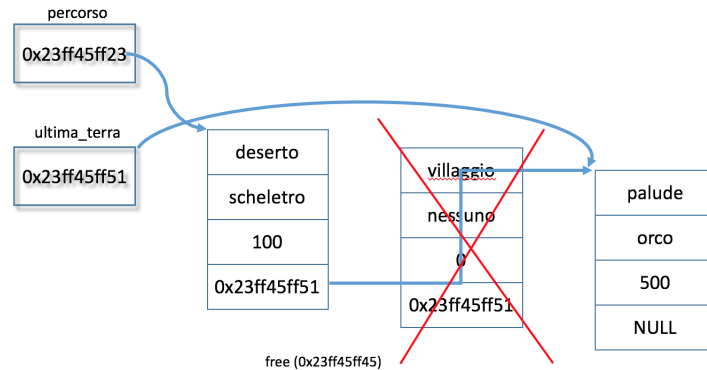 percorso
0x23ff45ff23
ultima_terra
0x23ff45ff51
deserto
scheletro
100
0x23ff45ff51
villaggio
nessuno
0
0x23ff45ff51
palude
orco
500
NULL
free (0x23ff45ff45)